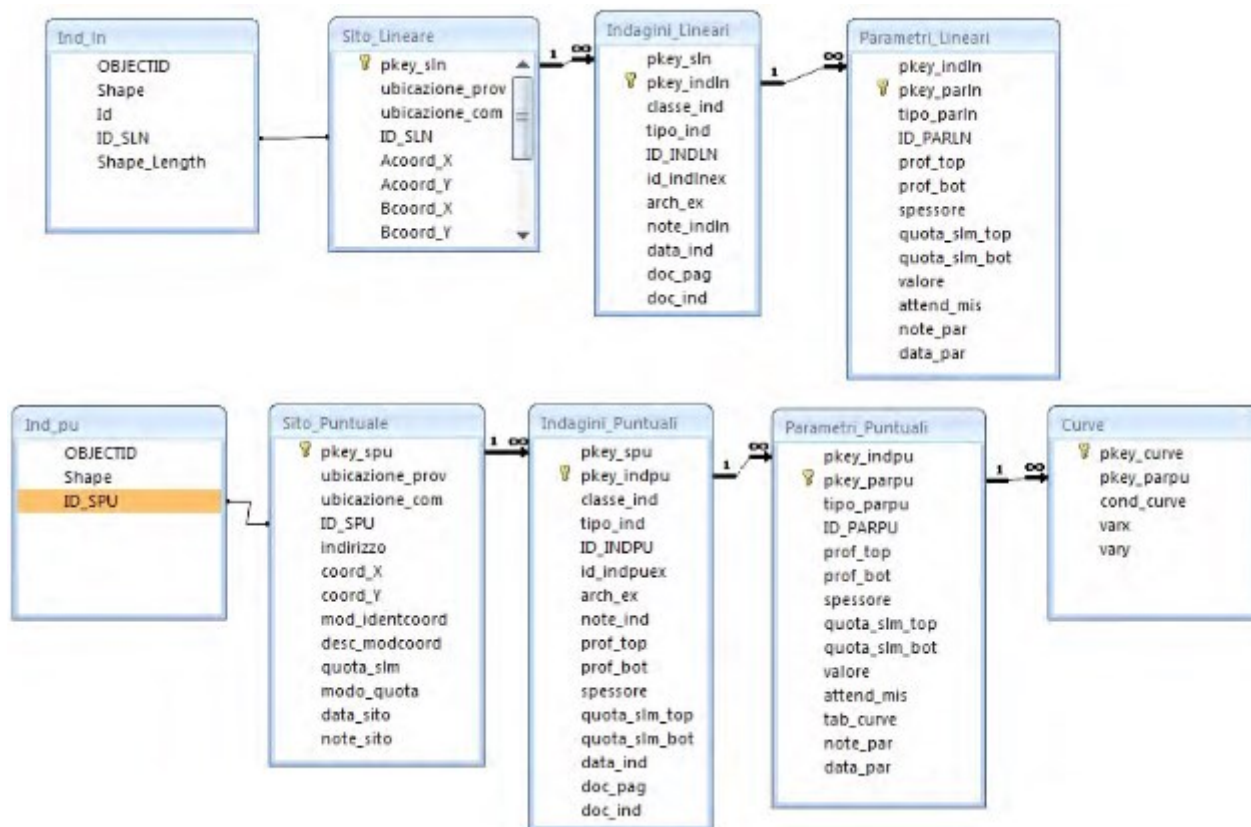 Ind_ln
OBJECTID
Shape
Id
ID_SLN
Shape_Length
Sito_Lineare
pkey_sln
ubicazione_prov
ubicazione_com
ID_SLN
Acoord_X
Acoord_Y
Bcoord_X
Bcoord_Y
1 ∞
Indagini_Lineari
pkey_sln
pkey_indln
classe_ind
tipo_ind
ID_INDLN
id_indlnex
arch_ex
note_indln
data_ind
doc_pag
doc_ind
1 ∞
Parametri_Lineari
pkey_indln
pkey_parln
tipo_parln
ID_PARLN
prof_top
prof_bot
spessore
quota_slm_top
quota_slm_bot
valore
attend_mis
note_par
data_par
Ind_pu
OBJECTID
Shape
ID_SPU
Sito_Puntuale
pkey_spu
ubicazione_prov
ubicazione_com
ID_SPU
indirizzo
coord_X
coord_Y
mod_identcoord
desc_modcoord
quota_slm
modo_quota
data_sito
note_sito
1 ∞
Indagini_Puntuali
pkey_spu
pkey_indpu
classe_ind
tipo_ind
ID_INDPU
id_indpuex
arch_ex
note_ind
prof_top
prof_bot
spessore
quota_slm_top
quota_slm_bot
data_ind
doc_pag
doc_ind
1 ∞
Parametri_Puntuali
pkey_indpu
pkey_parpu
tipo_parpu
ID_PARPU
prof_top
prof_bot
spessore
quota_slm_top
quota_slm_bot
valore
attend_mis
tab_curve
note_par
data_par
1 ∞
Curve
pkey_curve
pkey_parpu
cond_curve
varx
vary